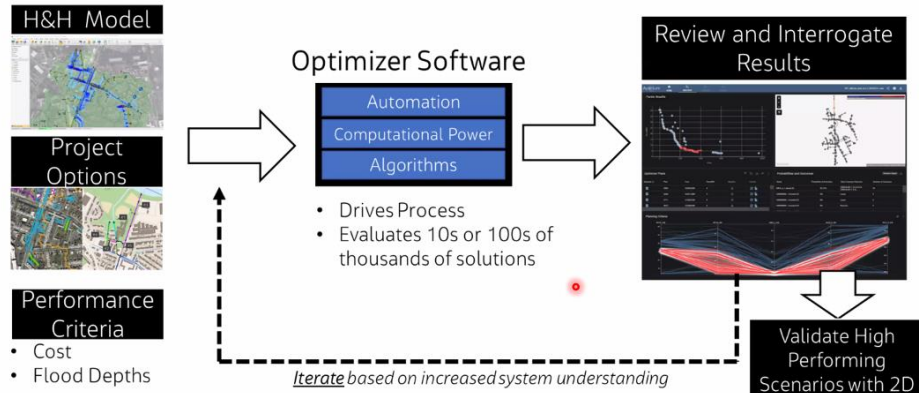 H&H Model
Project
Options
Performance
Criteria
• Cost
• Flood Depths
Optimizer Software
Automation
Computational Power
Algorithms
• Drives Process
• Evaluates 10s or 100s of
thousands of solutions
Review and Interrogate
Results
Validate High
Performing
Scenarios with 2D
Iterate based on increased system understanding